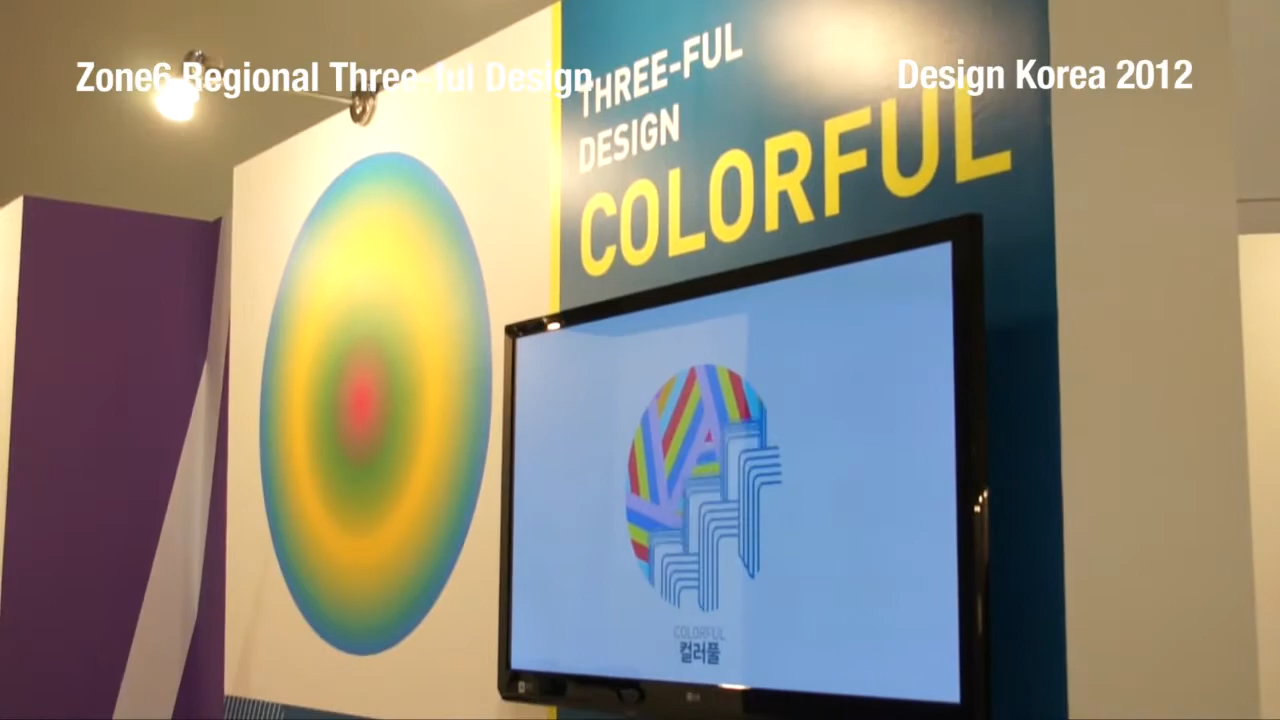 Zone6 Regional Three-ful Design
Design Korea 2012
THREE-FUL
DESIGN
COLORFUL
COLORFUL
컬러풀